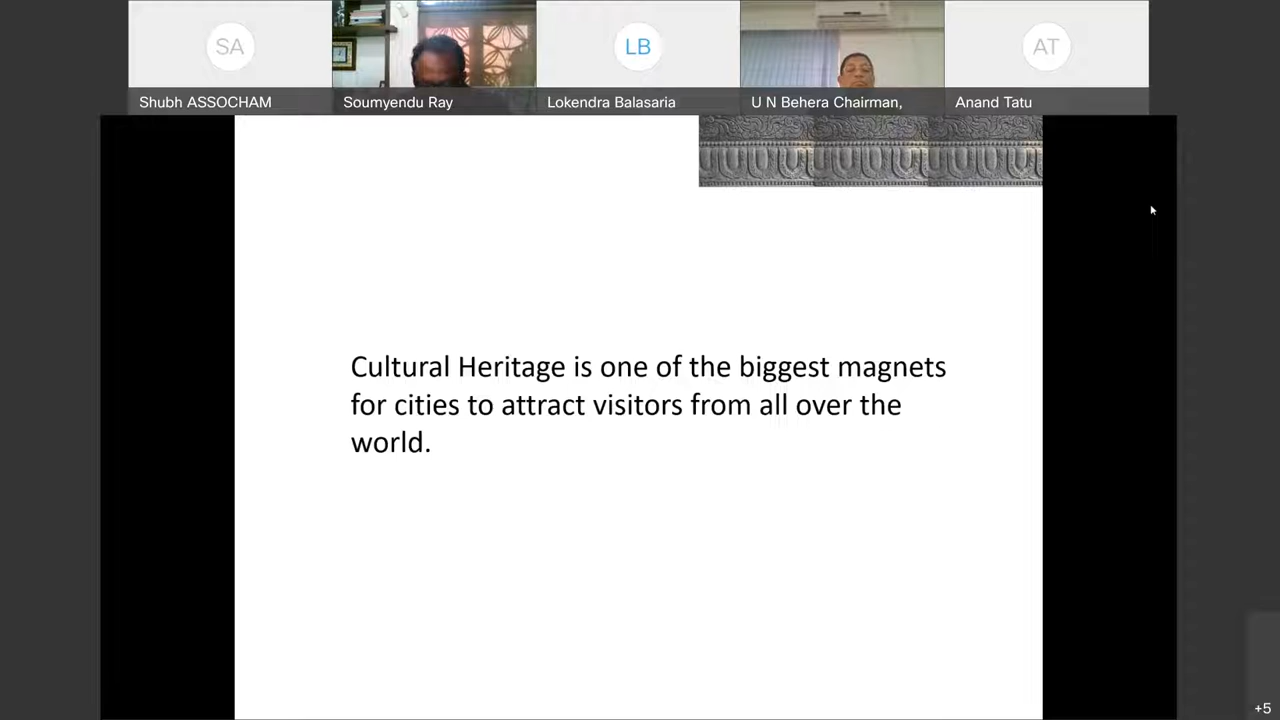 SA
LB
AT
Shubh ASSOCHAM
Soumyendu Ray
Lokendra Balasaria
U N Behera Chairman,
Anand Tatu
Cultural Heritage is one of the biggest magnets
for cities to attract visitors from all over the
world.
+5